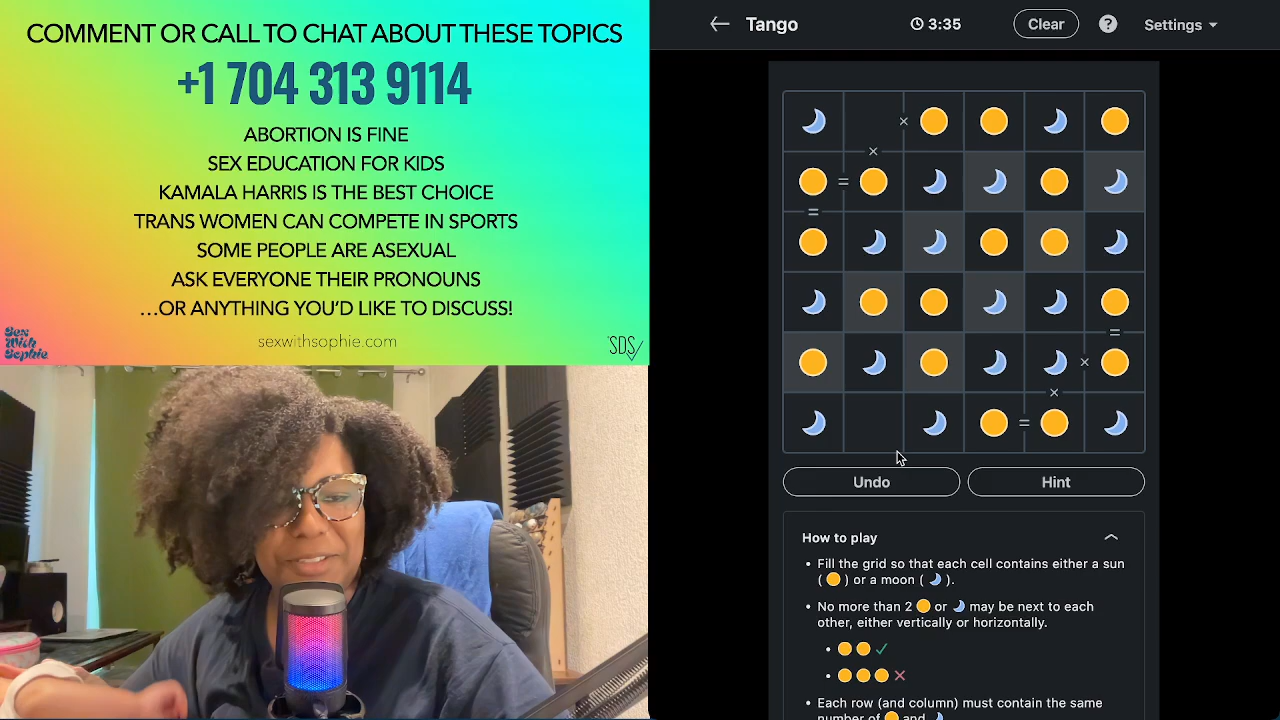 COMMENT OR CALL TO CHAT ABOUT THESE TOPICS
+1 704 313 9114
ABORTION IS FINE
SEX EDUCATION FOR KIDS
KAMALA HARRIS IS THE BEST CHOICE
TRANS WOMEN CAN COMPETE IN SPORTS
SOME PEOPLE ARE ASEXUAL
ASK EVERYONE THEIR PRONOUNS
...OR ANYTHING YOU'D LIKE TO DISCUSS!
sexwithsophie.com
Sex
With
Sophie
SDS
Tango
3:35
Clear
?
Settings
×
×
=
=
=
×
×
=
Undo
Hint
How to play
• Fill the grid so that each cell contains either a sun
( ) or a moon ( ).
• No more than 2 or may be next to each
other, either vertically or horizontally.
• Each row (and column) must contain the same
number of and